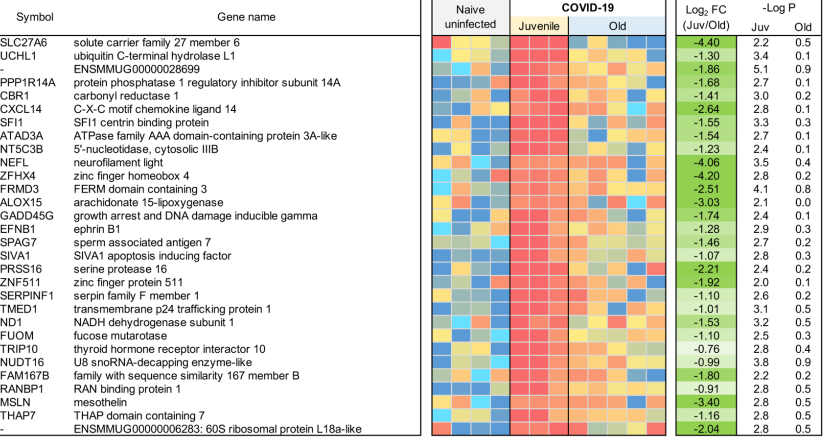 Symbol Gene name Naive uninfected COVID-19 Juvenile Old Log2 FC (Juv/Old) -Log P Juv Old
SLC27A6 solute carrier family 27 member 6 -4.40 2.2 0.5
UCHL1 ubiquitin C-terminal hydrolase L1 -1.30 3.4 0.1
- ENSMMUG00000028699 -1.86 5.1 0.9
PPP1R14A protein phosphatase 1 regulatory inhibitor subunit 14A -1.68 2.7 0.1
CBR1 carbonyl reductase 1 -1.41 3.0 0.2
CXCL14 C-X-C motif chemokine ligand 14 -2.64 2.8 0.1
SFI1 SFI1 centrin binding protein -1.55 3.3 0.3
ATAD3A ATPase family AAA domain-containing protein 3A-like -1.54 2.7 0.1
NT5C3B 5'-nucleotidase, cytosolic IIIB -1.23 2.4 0.1
NEFL neurofilament light -4.06 3.5 0.4
ZFHX4 zinc finger homeobox 4 -4.20 2.8 0.2
FRMD3 FERM domain containing 3 -2.51 4.1 0.8
ALOX15 arachidonate 15-lipoxygenase -3.03 2.1 0.0
GADD45G growth arrest and DNA damage inducible gamma -1.74 2.4 0.1
EFNB1 ephrin B1 -1.28 2.9 0.3
SPAG7 sperm associated antigen 7 -1.46 2.7 0.2
SIVA1 SIVA1 apoptosis inducing factor -1.07 2.8 0.3
PRSS16 serine protease 16 -2.21 2.4 0.2
ZNF511 zinc finger protein 511 -1.92 2.0 0.1
SERPINF1 serpin family F member 1 -1.10 2.6 0.2
TMED1 transmembrane p24 trafficking protein 1 -1.01 3.1 0.5
ND1 NADH dehydrogenase subunit 1 -1.53 3.2 0.5
FUOM fucose mutarotase -1.10 2.5 0.3
TRIP10 thyroid hormone receptor interactor 10 -0.76 2.8 0.4
NUDT16 U8 snoRNA-decapping enzyme-like -0.99 3.8 0.9
FAM167B family with sequence similarity 167 member B -1.80 2.2 0.2
RANBP1 RAN binding protein 1 -0.91 2.8 0.5
MSLN mesothelin -3.40 2.8 0.5
THAP7 THAP domain containing 7 -1.16 2.8 0.5
- ENSMMUG00000006283: 60S ribosomal protein L18a-like -2.04 2.8 0.5